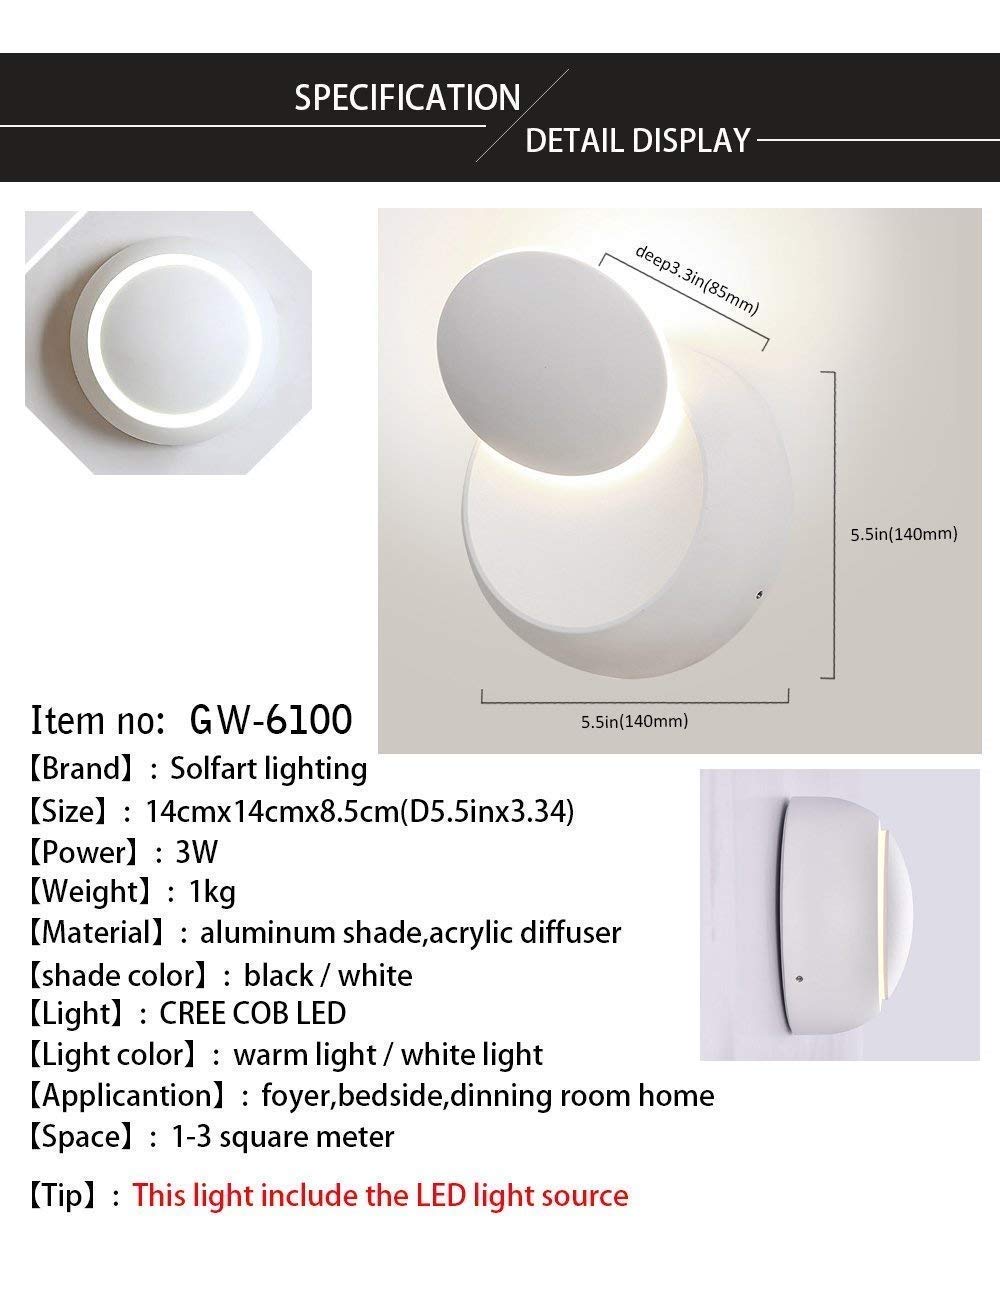 SPECIFICATION
DETAIL DISPLAY
deep3.3in(85mm)
5.5in(140mm)
5.5in(140mm)
Item no: GW-6100
【Brand】: Solfart lighting
【Size】: 14cmx14cmx8.5cm(D5.5inx3.34)
【Power】: 3W
【Weight】: 1kg
【Material】: aluminum shade,acrylic diffuser
【shade color】: black / white
【Light】: CREE COB LED
【Light color】: warm light / white light
【Applicantion】: foyer,bedside,dinning room home
【Space】: 1-3 square meter
【Tip】: This light include the LED light source